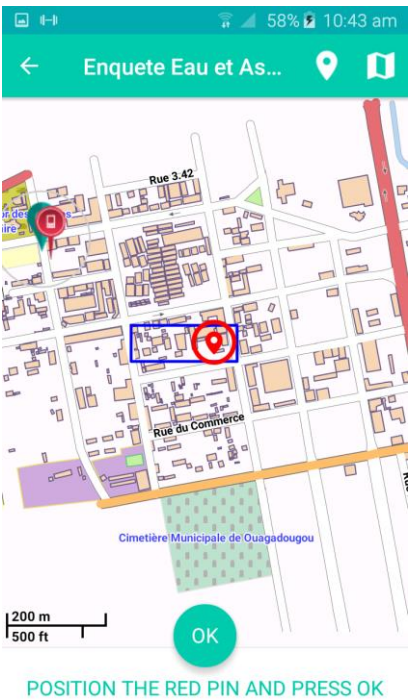 58% 10:43 am
Enquete Eau et As...
Rue 3.42
Rue du Commerce
Cimetière Municipale de Ouagadougou
200 m
500 ft
OK
POSITION THE RED PIN AND PRESS OK